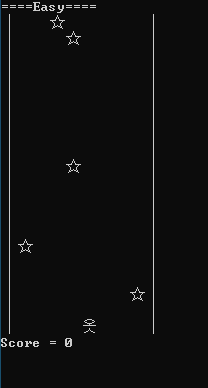 ====Easy====
Score = 0